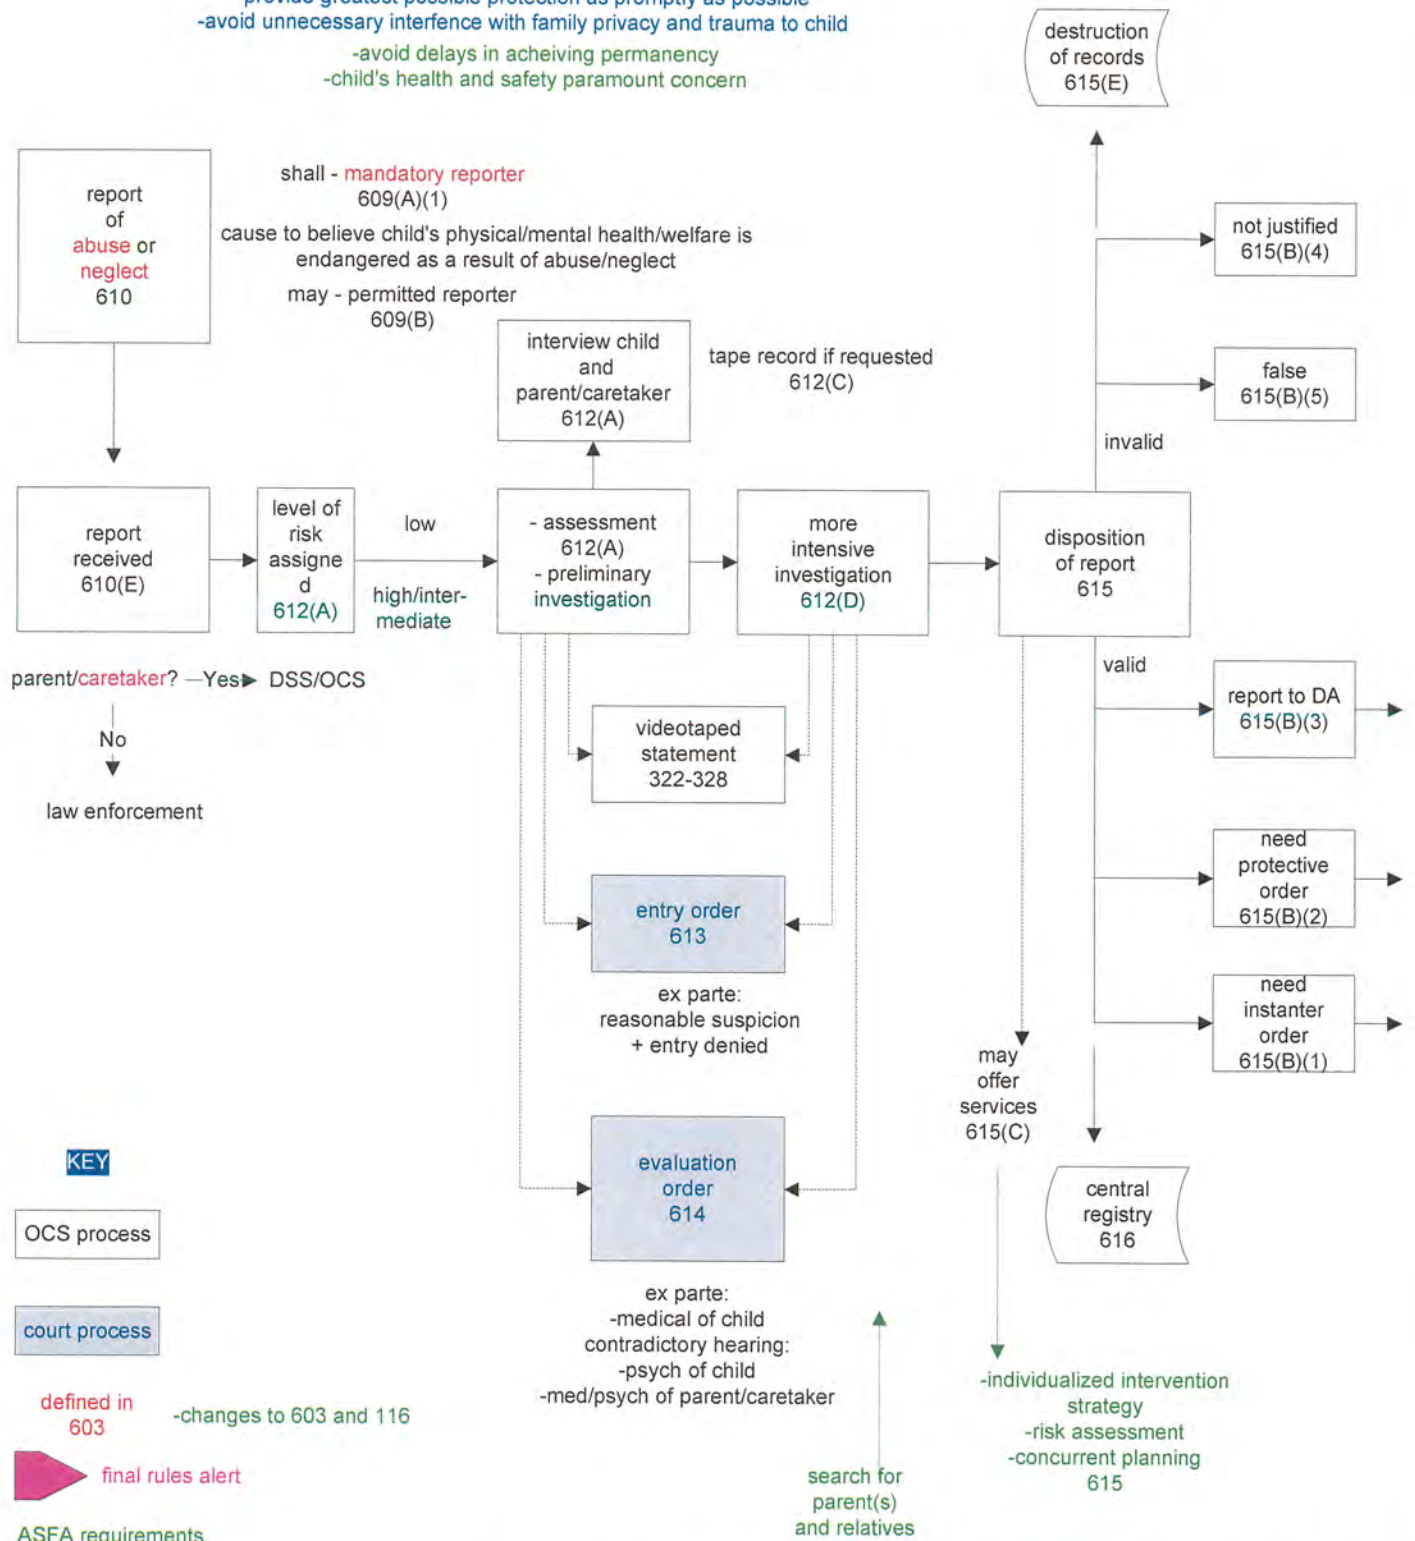 provide greatest possible protection as promptly as possible
-avoid unnecessary interfence with family privacy and trauma to child
-avoid delays in acheiving permanency
-child's health and safety paramount concern
destruction
of records
615(E)
report
of
abuse or
neglect
610
shall - mandatory reporter
609(A)(1)
cause to believe child's physical/mental health/welfare is
endangered as a result of abuse/neglect
may - permitted reporter
609(B)
not justified
615(B)(4)
interview child
and
parent/caretaker
612(A)
tape record if requested
612(C)
false
615(B)(5)
invalid
report
received
610(E)
level of
risk
assigne
d
612(A)
low
high/inter-
mediate
- assessment
612(A)
- preliminary
investigation
more
intensive
investigation
612(D)
disposition
of report
615
valid
parent/caretaker? Yes DSS/OCS
No
law enforcement
report to DA
615(B)(3)
videotaped
statement
322-328
need
protective
order
615(B)(2)
entry order
613
ex parte:
reasonable suspicion
+ entry denied
need
instanter
order
615(B)(1)
may
offer
services
615(C)
evaluation
order
614
central
registry
616
KEY
OCS process
court process
ex parte:
-medical of child
contradictory hearing:
-psych of child
-med/psych of parent/caretaker
-individualized intervention
strategy
-risk assessment
-concurrent planning
615
defined in
603
-changes to 603 and 116
final rules alert
search for
parent(s)
and relatives
ASFA requirements